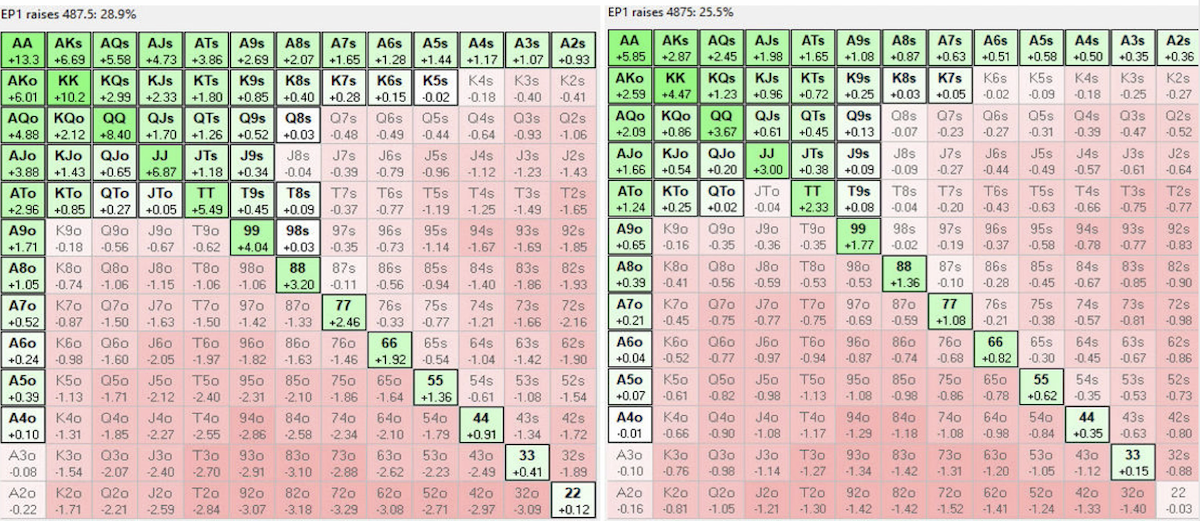 EP1 raises 487.5: 28.9%
AA AKs AQs AJs ATs A9s A8s A7s A6s A5s A4s A3s A2s
+13.3 +6.69 +5.58 +4.73 +3.86 +2.69 +2.07 +1.65 +1.28 +1.44 +1.17 +1.07 +0.93
AKo KK KQs KJs KTs K9s K8s K7s K6s K5s K4s K3s K2s
+6.01 +10.2 +2.99 +2.33 +1.80 +0.85 +0.40 +0.28 +0.15 -0.02 -0.18 -0.40 -0.41
AQo KQo QQ QJs QTs Q9s Q8s Q7s Q6s Q5s Q4s Q3s Q2s
+4.88 +2.12 +8.40 +1.70 +1.26 +0.52 +0.03 -0.48 -0.49 -0.44 -0.64 -0.93 -1.06
AJo KJo QJo JJ JTs J9s J8s J7s J6s J5s J4s J3s J2s
+3.88 +1.43 +0.65 +6.87 +1.18 +0.34 -0.04 -0.39 -0.79 -0.96 -1.12 -1.23 -1.43
ATo KTo QTo JTo TT T9s T8s T7s T6s T5s T4s T3s T2s
+2.96 +0.85 +0.27 +0.05 +5.49 +0.45 +0.09 -0.37 -0.77 -1.19 -1.25 -1.49 -1.65
A9o K9o Q9o J9o T9o 99 98s 97s 96s 95s 94s 93s 92s
+1.71 -0.18 -0.56 -0.67 -0.62 +4.04 +0.03 -0.35 -0.73 -1.14 -1.67 -1.69 -1.85
A8o K8o Q8o J8o T8o 98o 88 87s 86s 85s 84s 83s 82s
+1.05 -0.74 -1.06 -1.15 -1.06 -1.06 +3.20 -0.11 -0.56 -0.94 -1.40 -1.86 -1.93
A7o K7o Q7o J7o T7o 97o 87o 77 76s 75s 74s 73s 72s
+0.52 -0.87 -1.50 -1.63 -1.50 -1.42 -1.33 +2.46 -0.33 -0.77 -1.21 -1.66 -2.16
A6o K6o Q6o J6o T6o 96o 86o 76o 66 65s 64s 63s 62s
+0.24 -0.98 -1.60 -2.05 -1.97 -1.82 -1.63 -1.46 +1.92 -0.54 -1.04 -1.42 -1.90
A5o K5o Q5o J5o T5o 95o 85o 75o 65o 55 54s 53s 52s
+0.39 -1.13 -1.71 -2.12 -2.40 -2.31 -2.10 -1.86 -1.64 +1.36 -0.61 -0.89 -1.54
A4o K4o Q4o J4o T4o 94o 84o 74o 64o 54o 44 43s 42s
+0.10 -1.31 -1.85 -2.27 -2.55 -2.86 -2.58 -2.34 -2.10 -1.79 +0.91 -1.34 -1.72
A3o K3o Q3o J3o T3o 93o 83o 73o 63o 53o 43o 33 32s
-0.08 -1.54 -2.07 -2.40 -2.70 -2.91 -3.10 -2.88 -2.62 -2.23 -2.49 +0.41 -1.89
A2o K2o Q2o J2o T2o 92o 82o 72o 62o 52o 42o 32o 22
-0.22 -1.71 -2.21 -2.59 -2.84 -3.07 -3.18 -3.29 -3.08 -2.71 -2.97 -3.09 +0.12
EP1 raises 4875: 25.5%
AA AKs AQs AJs ATs A9s A8s A7s A6s A5s A4s A3s A2s
+5.85 +2.87 +2.45 +1.98 +1.65 +1.08 +0.87 +0.63 +0.51 +0.58 +0.50 +0.35 +0.36
AKo KK KQs KJs KTs K9s K8s K7s K6s K5s K4s K3s K2s
+2.59 +4.47 +1.23 +0.96 +0.72 +0.25 +0.03 +0.05 -0.02 -0.09 -0.18 -0.25 -0.27
AQo KQo QQ QJs QTs Q9s Q8s Q7s Q6s Q5s Q4s Q3s Q2s
+2.09 +0.86 +3.67 +0.61 +0.45 +0.13 -0.07 -0.23 -0.27 -0.31 -0.39 -0.47 -0.52
AJo KJo QJo JJ JTs J9s J8s J7s J6s J5s J4s J3s J2s
+1.66 +0.54 +0.20 +3.00 +0.38 +0.09 -0.09 -0.27 -0.41 -0.49 -0.57 -0.61 -0.64
ATo KTo QTo JTo TT T9s T8s T7s T6s T5s T4s T3s T2s
+1.24 +0.25 +0.02 -0.04 +2.33 +0.08 -0.04 -0.20 -0.43 -0.63 -0.66 -0.75 -0.77
A9o K9o Q9o J9o T9o 99 98s 97s 96s 95s 94s 93s 92s
+0.65 -0.16 -0.35 -0.36 -0.35 +1.77 -0.02 -0.19 -0.37 -0.58 -0.78 -0.77 -0.83
A8o K8o Q8o J8o T8o 98o 88 87s 86s 85s 84s 83s 82s
+0.39 -0.41 -0.56 -0.59 -0.53 -0.53 +1.36 -0.10 -0.28 -0.45 -0.67 -0.85 -0.90
A7o K7o Q7o J7o T7o 97o 87o 77 76s 75s 74s 73s 72s
+0.21 -0.45 -0.75 -0.77 -0.75 -0.69 -0.59 +1.08 -0.21 -0.38 -0.57 -0.81 -0.98
A6o K6o Q6o J6o T6o 96o 86o 76o 66 65s 64s 63s 62s
+0.04 -0.52 -0.77 -0.97 -0.94 -0.87 -0.74 -0.68 +0.82 -0.30 -0.45 -0.67 -0.86
A5o K5o Q5o J5o T5o 95o 85o 75o 65o 55 54s 53s 52s
+0.07 -0.61 -0.82 -0.98 -1.13 -1.08 -0.98 -0.86 -0.78 +0.62 -0.35 -0.53 -0.73
A4o K4o Q4o J4o T4o 94o 84o 74o 64o 54o 44 43s 42s
-0.01 -0.66 -0.90 -1.08 -1.17 -1.29 -1.18 -1.08 -0.98 -0.84 +0.35 -0.63 -0.80
A3o K3o Q3o J3o T3o 93o 83o 73o 63o 53o 43o 33 32s
-0.10 -0.76 -0.98 -1.14 -1.27 -1.34 -1.42 -1.31 -1.20 -1.05 -1.12 +0.15 -0.88
A2o K2o Q2o J2o T2o 92o 82o 72o 62o 52o 42o 32o 22
-0.16 -0.81 -1.05 -1.21 -1.30 -1.42 -1.42 -1.52 -1.40 -1.24 -1.33 -1.40 -0.03